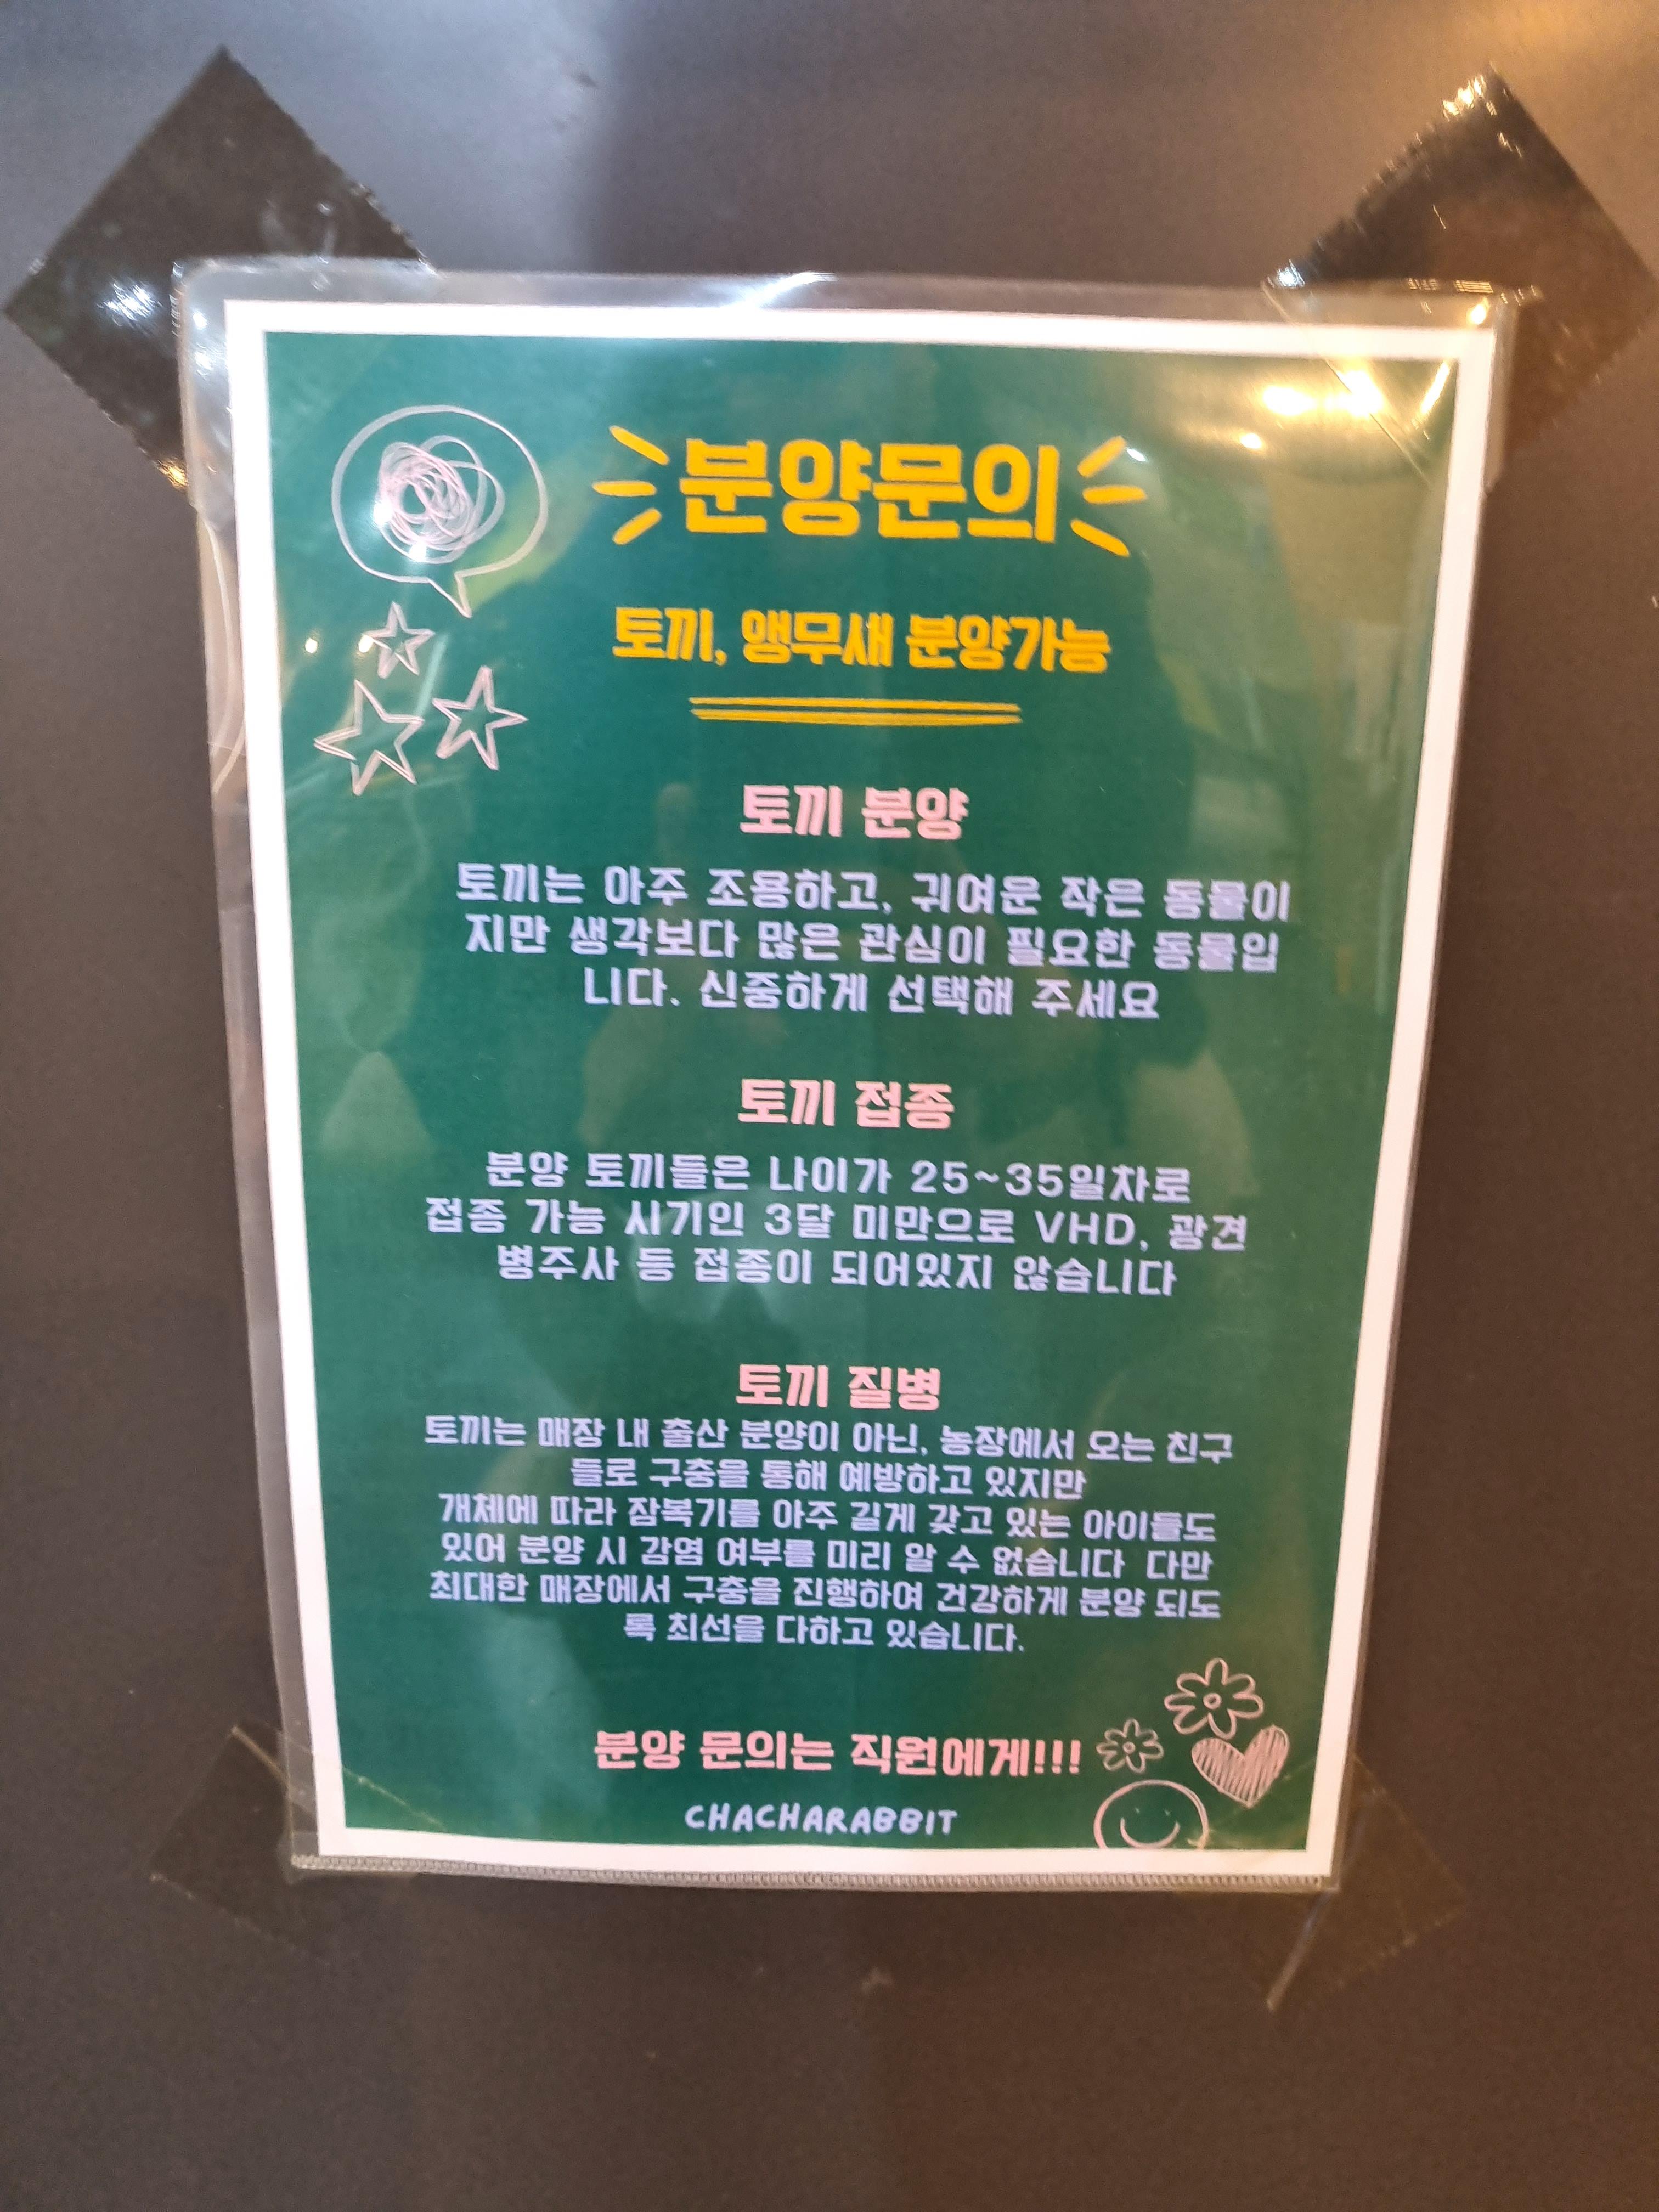 분양문의
토끼, 앵무새 분양가능
토끼 분양
토끼는 아주 조용하고, 귀여운 작은 동물이
지만 생각보다 많은 관심이 필요한 동물입
니다. 신중하게 선택해 주세요
토끼 접종
분양 토끼들은 나이가 25~35일차로
접종 가능 시기인 3달 미만으로 VHD, 광견
병주사 등 접종이 되어있지 않습니다
토끼 질병
토끼는 매장 내 출산 분양이 아닌, 농장에서 오는 친구
들로 구충을 통해 예방하고 있지만
개체에 따라 잠복기를 아주 길게 갖고 있는 아이들도
있어 분양 시 감염 여부를 미리 알 수 없습니다 다만
최대한 매장에서 구충을 진행하여 건강하게 분양 되도
록 최선을 다하고 있습니다.
분양 문의는 직원에게!!!
CHACHARABBIT